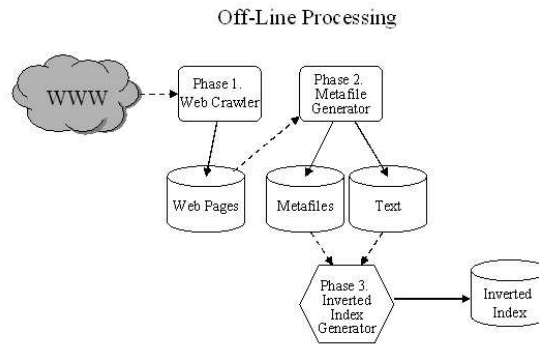 Off-Line Processing
WWW
Phase 1.
Web Crawler
Phase 2.
Metafile
Generator
Web Pages
Metafiles
Text
Phase 3.
Inverted
Index
Generator
Inverted
Index